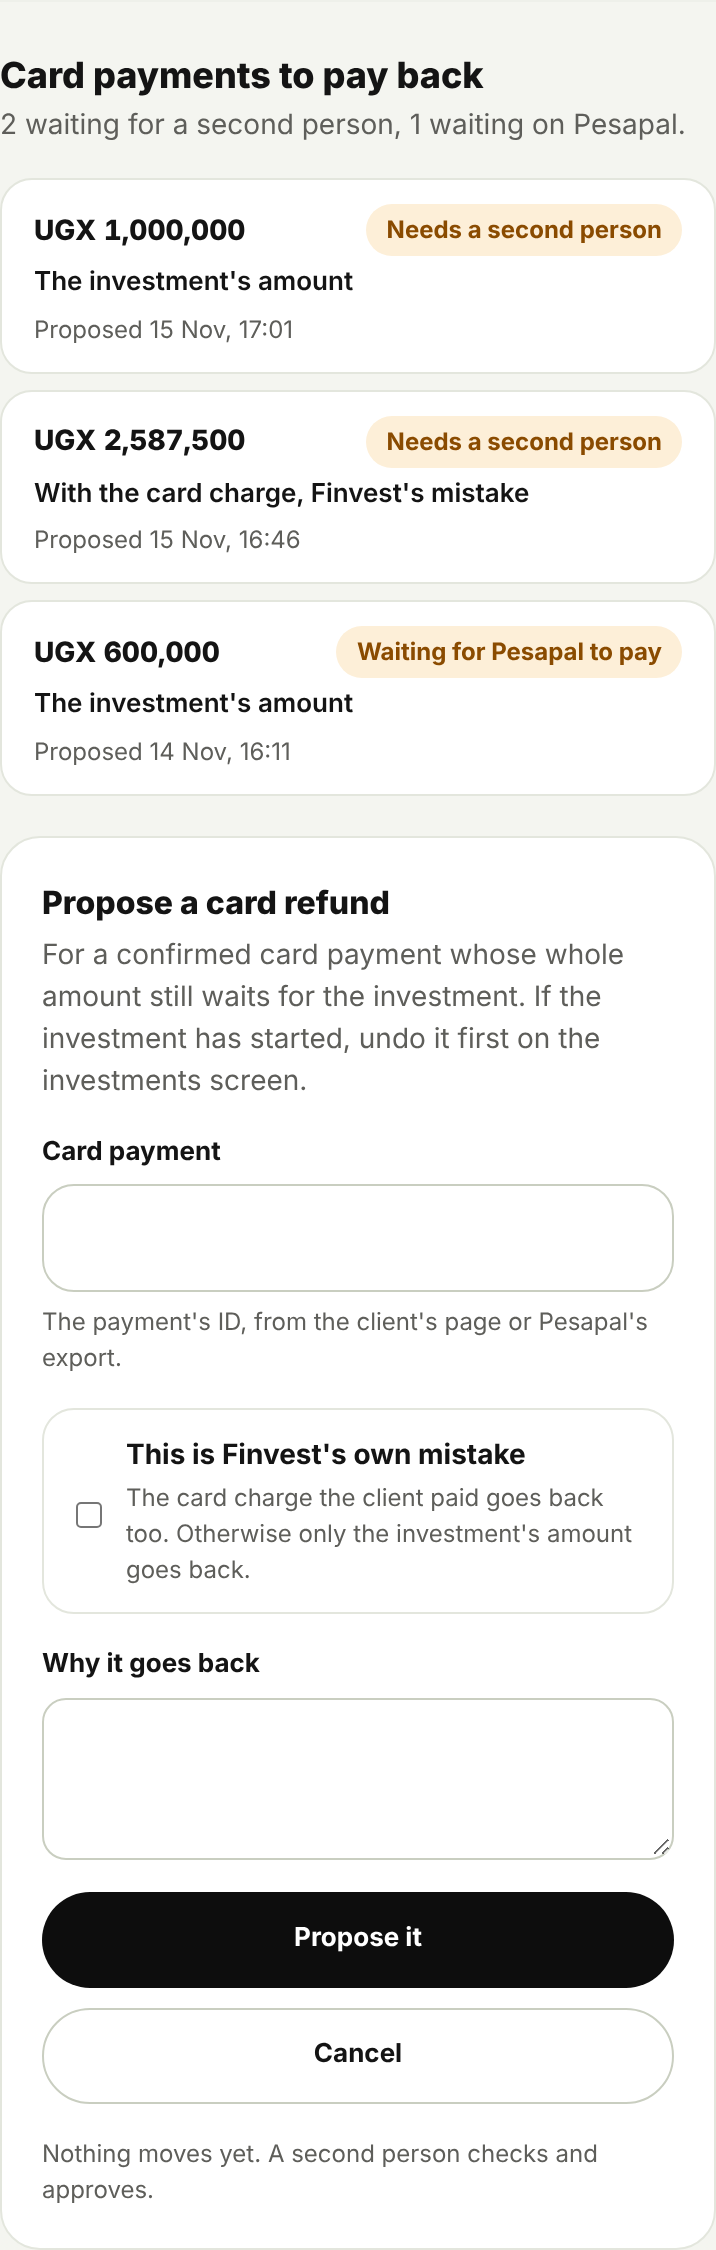 Card payments to pay back
2 waiting for a second person, 1 waiting on Pesapal.
UGX 1,000,000
Needs a second person
The investment's amount
Proposed 15 Nov, 17:01
UGX 2,587,500
Needs a second person
With the card charge, Finvest's mistake
Proposed 15 Nov, 16:46
UGX 600,000
Waiting for Pesapal to pay
The investment's amount
Proposed 14 Nov, 16:11
Propose a card refund
For a confirmed card payment whose whole
amount still waits for the investment. If the
investment has started, undo it first on the
investments screen.
Card payment
The payment's ID, from the client's page or Pesapal's
export.
This is Finvest's own mistake
The card charge the client paid goes back
too. Otherwise only the investment's amount
goes back.
Why it goes back
Propose it
Cancel
Nothing moves yet. A second person checks and
approves.